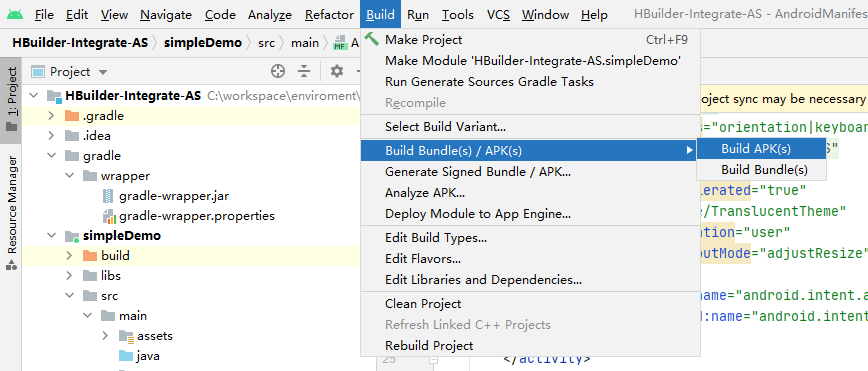 File Edit View Navigate Code Analyze Refactor Build Run Tools VCS Window Help HBuilder-Integrate-AS - AndroidManifes
HBuilder-Integrate-AS simpleDemo src main A
Project
1: Project
Resource Manager
HBuilder-Integrate-AS C:\workspace\enviroment\
.gradle
.idea
gradle
wrapper
gradle-wrapper.jar
gradle-wrapper.properties
simpleDemo
build
libs
src
main
assets
java
Make Project Ctrl+F9
Make Module 'HBuilder-Integrate-AS.simpleDemo'
Run Generate Sources Gradle Tasks
Recompile
Select Build Variant...
Build Bundle(s) / APK(s)
Generate Signed Bundle / APK...
Analyze APK...
Deploy Module to App Engine...
Edit Build Types...
Edit Flavors...
Edit Libraries and Dependencies...
Clean Project
Refresh Linked C++ Projects
Rebuild Project
Build APK(s)
Build Bundle(s)
oject sync may be necessary
="orientation|keyboar
S"
lerated="true"
e/TranslucentTheme"
ation="user"
outMode="adjustResize"
name="android.intent.a
d:name="android.inten
25 </activity>